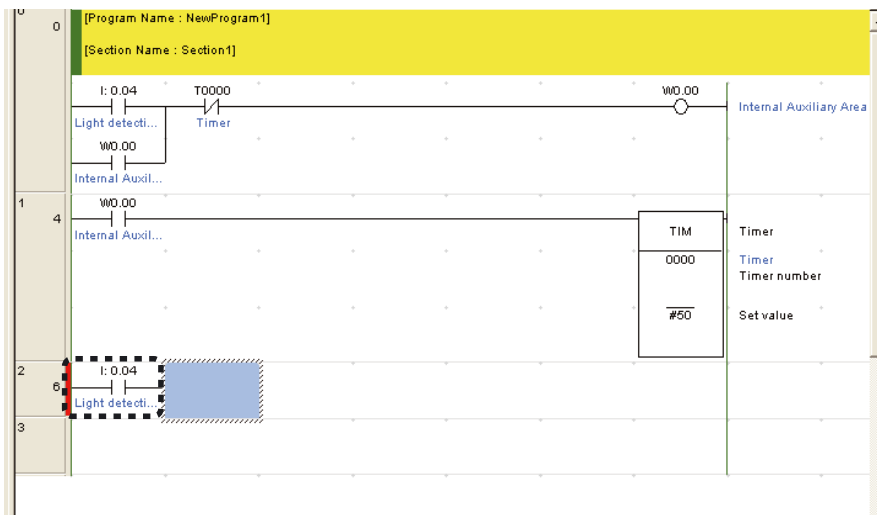 0
0
[Program Name : NewProgram1]
[Section Name : Section1]
I: 0.04
T0000
W0.00
Light detecti...
Timer
Internal Auxiliary Area
W0.00
Internal Auxil...
1
4
W0.00
Internal Auxil...
TIM
Timer
0000
Timer
Timer number
#50
Set value
2
6
I: 0.04
Light detecti...
3